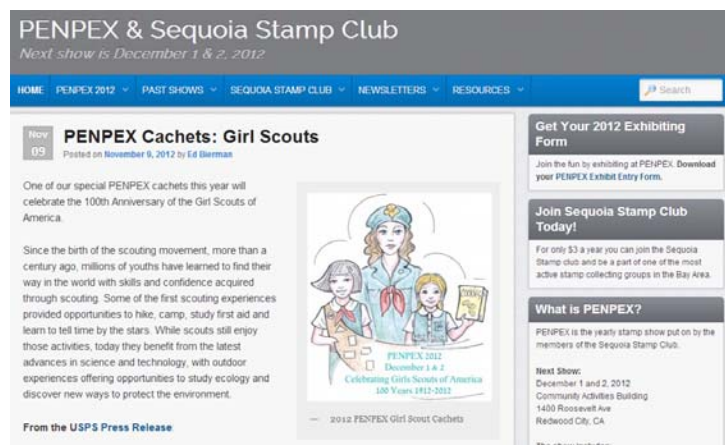 PENPEX & Sequoia Stamp Club
Next show is December 1 & 2, 2012
HOME PENPEX 2012 PAST SHOWS SEQUOIA STAMP CLUB NEWSLETTERS RESOURCES Search
Nov
09
PENPEX Cachets: Girl Scouts
Posted on November 9, 2012 by Ed Bierman
One of our special PENPEX cachets this year will
celebrate the 100th Anniversary of the Girl Scouts of
America.
Since the birth of the scouting movement, more than a
century ago, millions of youths have learned to find their
way in the world with skills and confidence acquired
through scouting. Some of the first scouting experiences
provided opportunities to hike, camp, study first aid and
learn to tell time by the stars. While scouts still enjoy
those activities, today they benefit from the latest
advances in science and technology, with outdoor
experiences offering opportunities to study ecology and
discover new ways to protect the environment.
From the USPS Press Release
COOKIES
PENPEX 2012
December 1 & 2
Celebrating Girls Scouts of America
100 Years 1912-2012
— 2012 PENPEX Girl Scout Cachets
Get Your 2012 Exhibiting
Form
Join the fun by exhibiting at PENPEX. Download
your PENPEX Exhibit Entry Form.
Join Sequoia Stamp Club
Today!
For only $3 a year you can join the Sequoia
Stamp club and be a part of one of the most
active stamp collecting groups in the Bay Area.
What is PENPEX?
PENPEX is the yearly stamp show put on by the
members of the Sequoia Stamp Club.
Next Show:
December 1 and 2, 2012
Community Activities Building
1400 Roosevelt Ave
Redwood City, CA